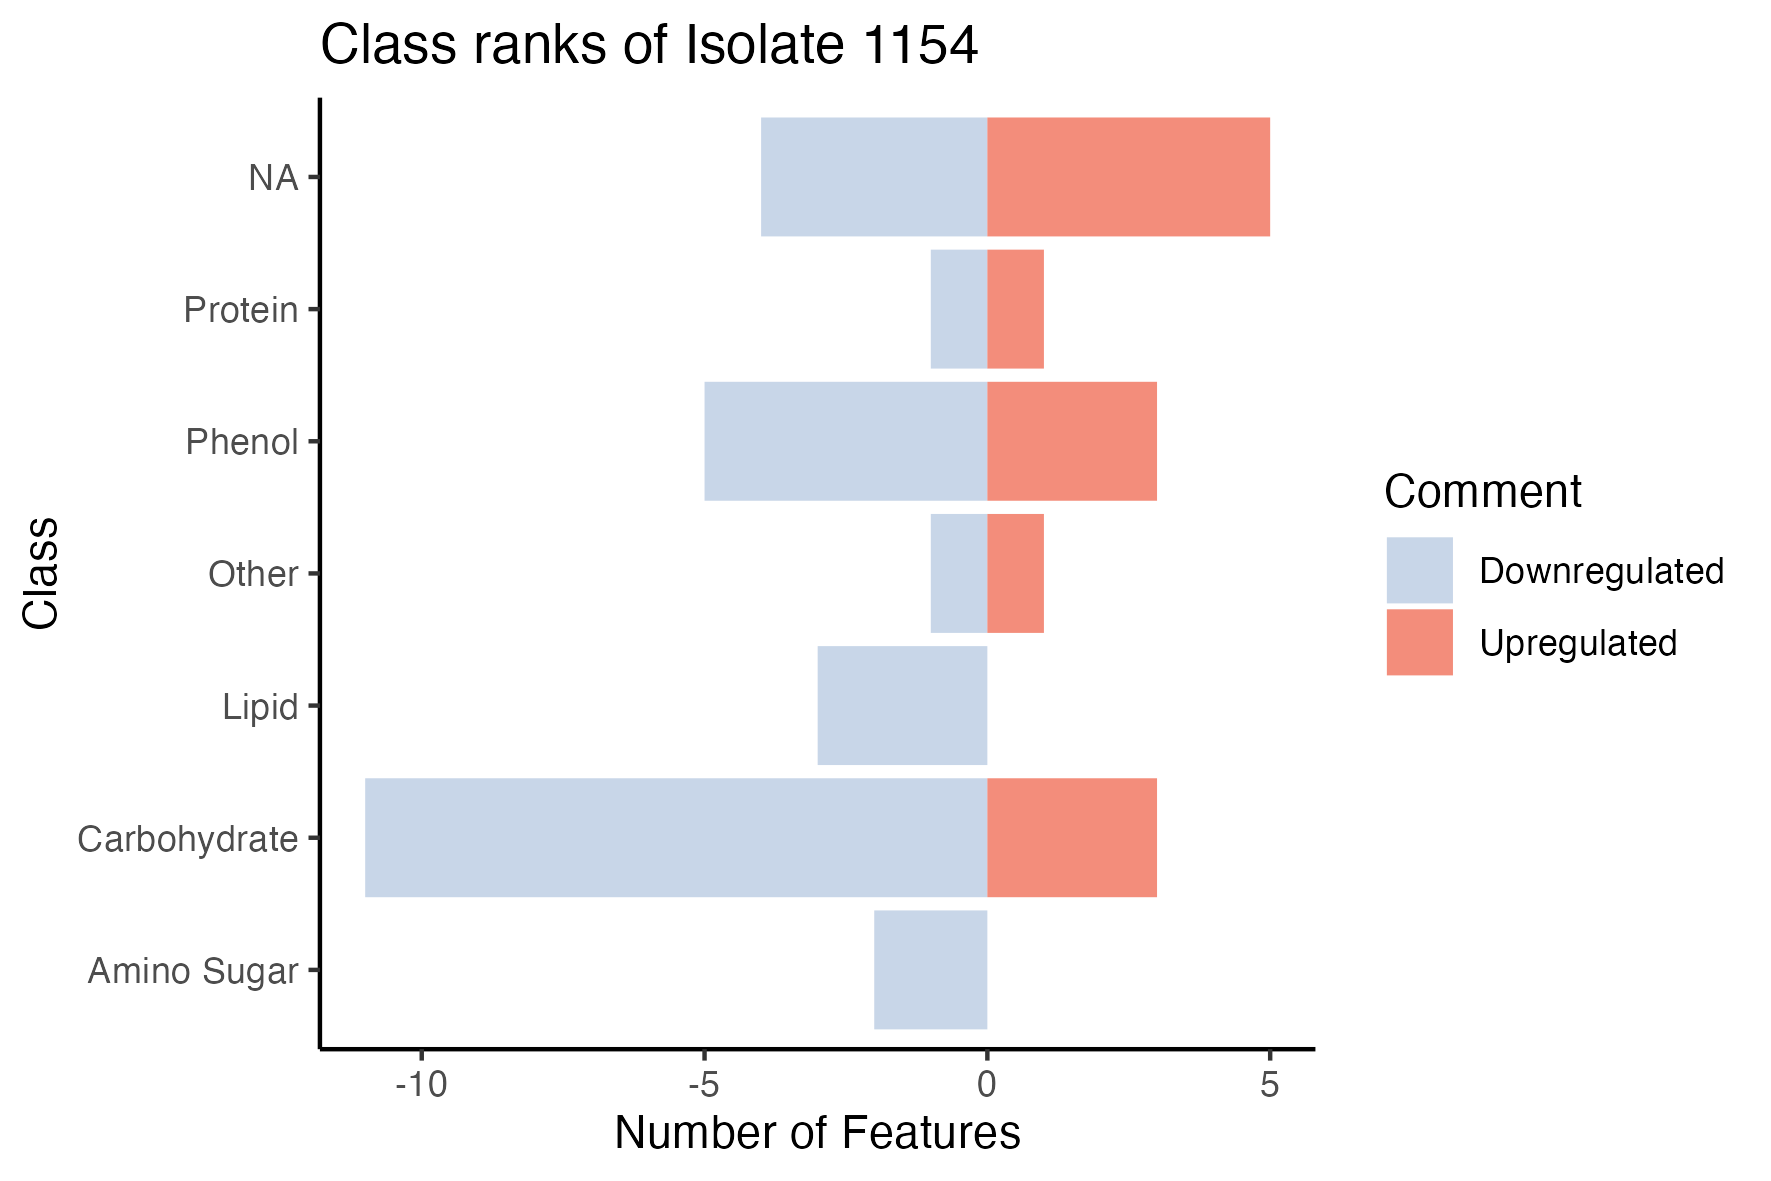 Class ranks of Isolate 1154
NA
Protein
Phenol
Other
Lipid
Carbohydrate
Amino Sugar
Class
-10
-5
0
5
Number of Features
Comment
Downregulated
Upregulated